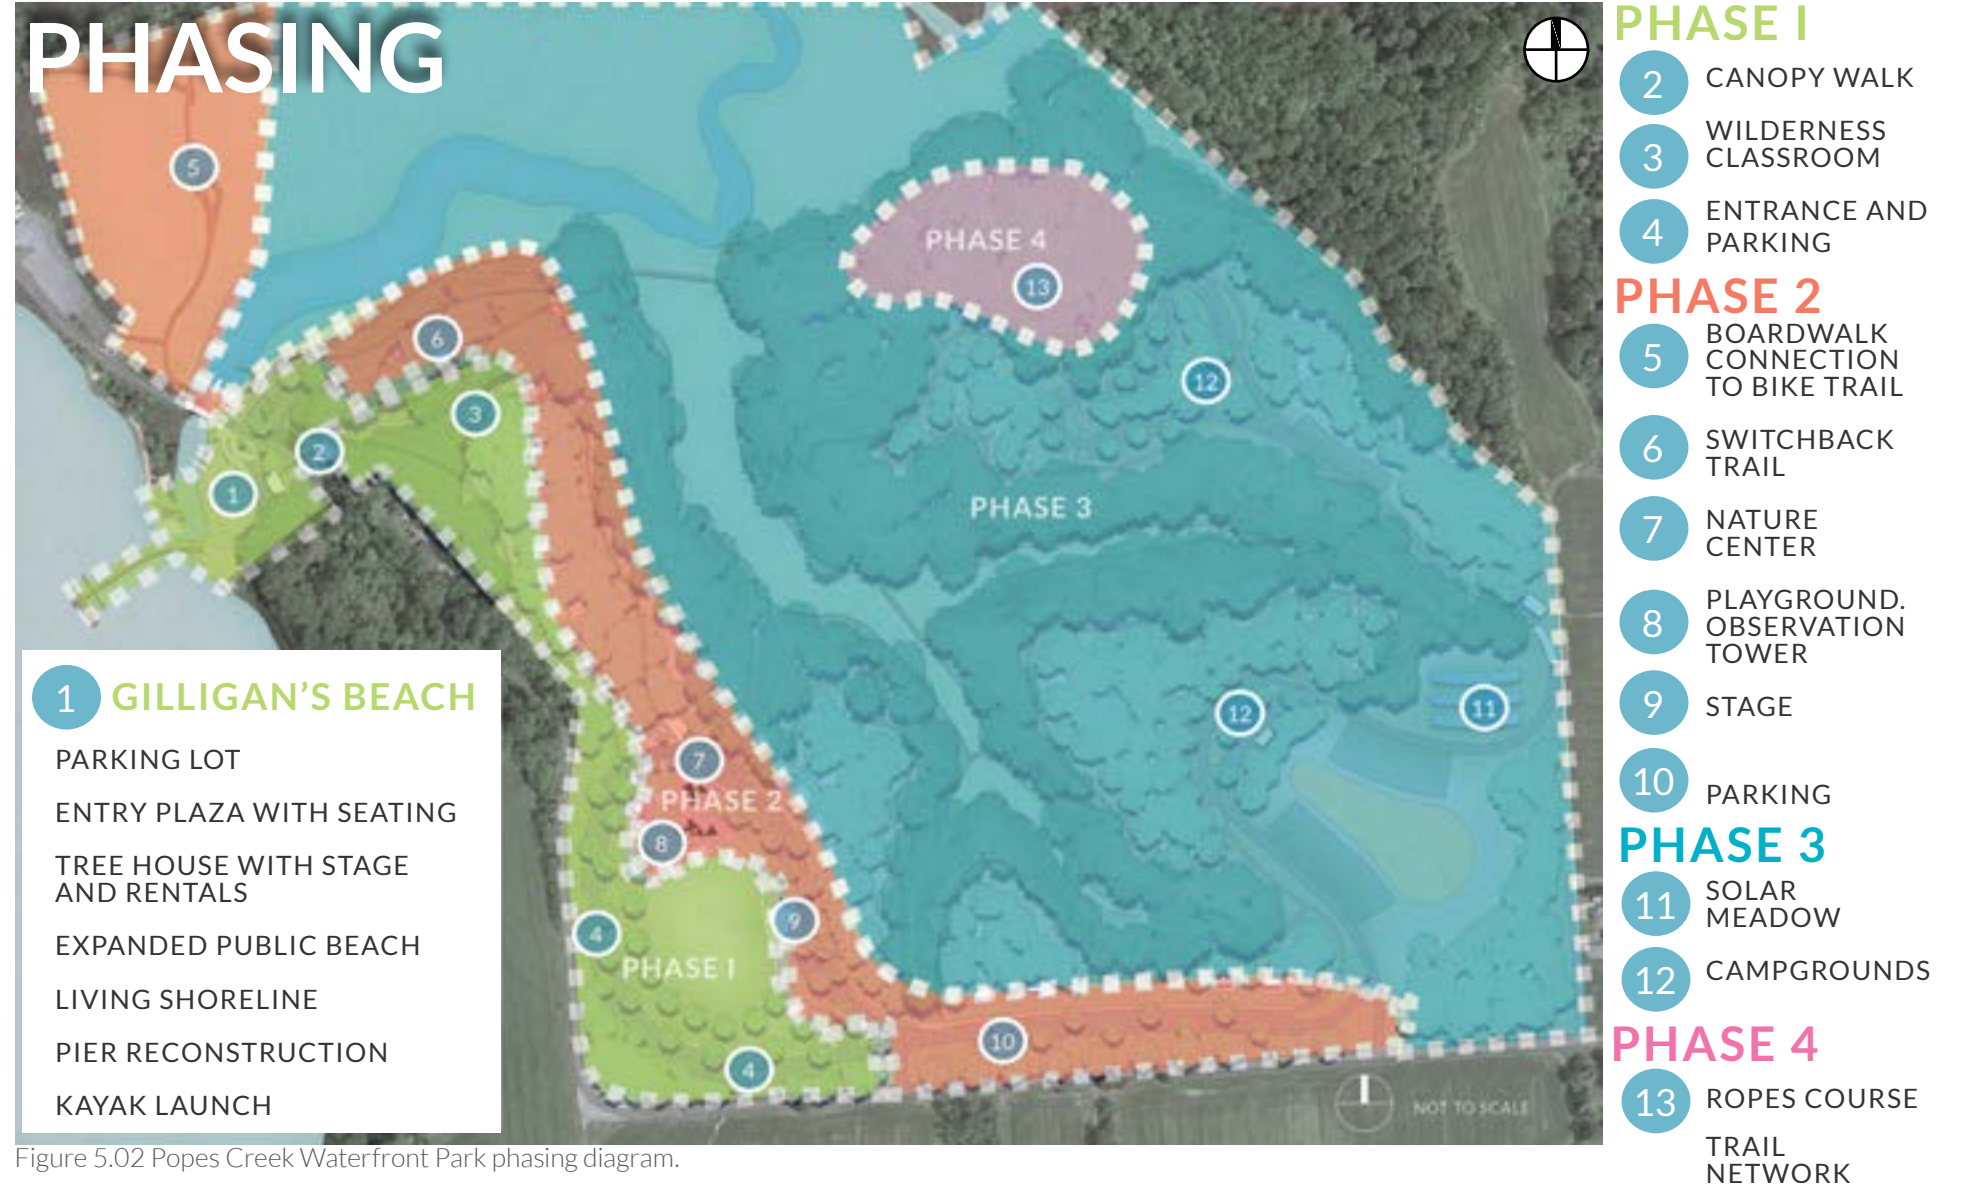 PHASING
5
6
3
2
1
PHASE 4
13
12
PHASE 3
12
11
7
PHASE 2
8
9
4
PHASE I
4
10
NOT TO SCALE
1 GILLIGAN'S BEACH
PARKING LOT
ENTRY PLAZA WITH SEATING
TREE HOUSE WITH STAGE
AND RENTALS
EXPANDED PUBLIC BEACH
LIVING SHORELINE
PIER RECONSTRUCTION
KAYAK LAUNCH
Figure 5.02 Popes Creek Waterfront Park phasing diagram.
PHASE I
2 CANOPY WALK
3 WILDERNESS
CLASSROOM
4 ENTRANCE AND
PARKING
PHASE 2
5 BOARDWALK
CONNECTION
TO BIKE TRAIL
6 SWITCHBACK
TRAIL
7 NATURE
CENTER
8 PLAYGROUND.
OBSERVATION
TOWER
9 STAGE
10 PARKING
PHASE 3
11 SOLAR
MEADOW
12 CAMPGROUNDS
PHASE 4
13 ROPES COURSE
TRAIL
NETWORK